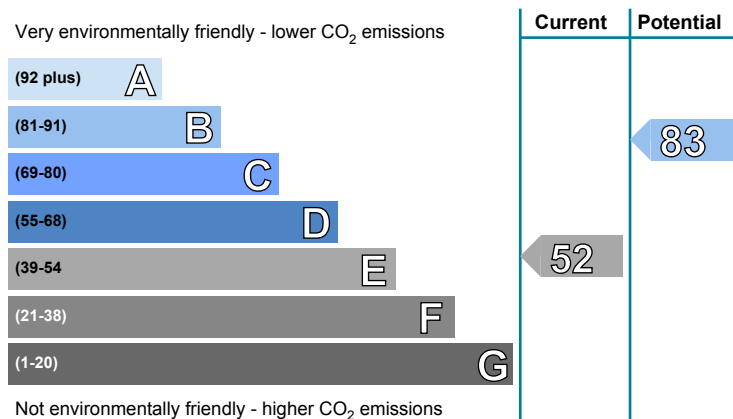 Current Potential
Very environmentally friendly - lower CO₂ emissions
(92 plus) A
(81-91) B
83
(69-80) C
(55-68) D
(39-54 E
52
(21-38) F
(1-20) G
Not environmentally friendly - higher CO₂ emissions